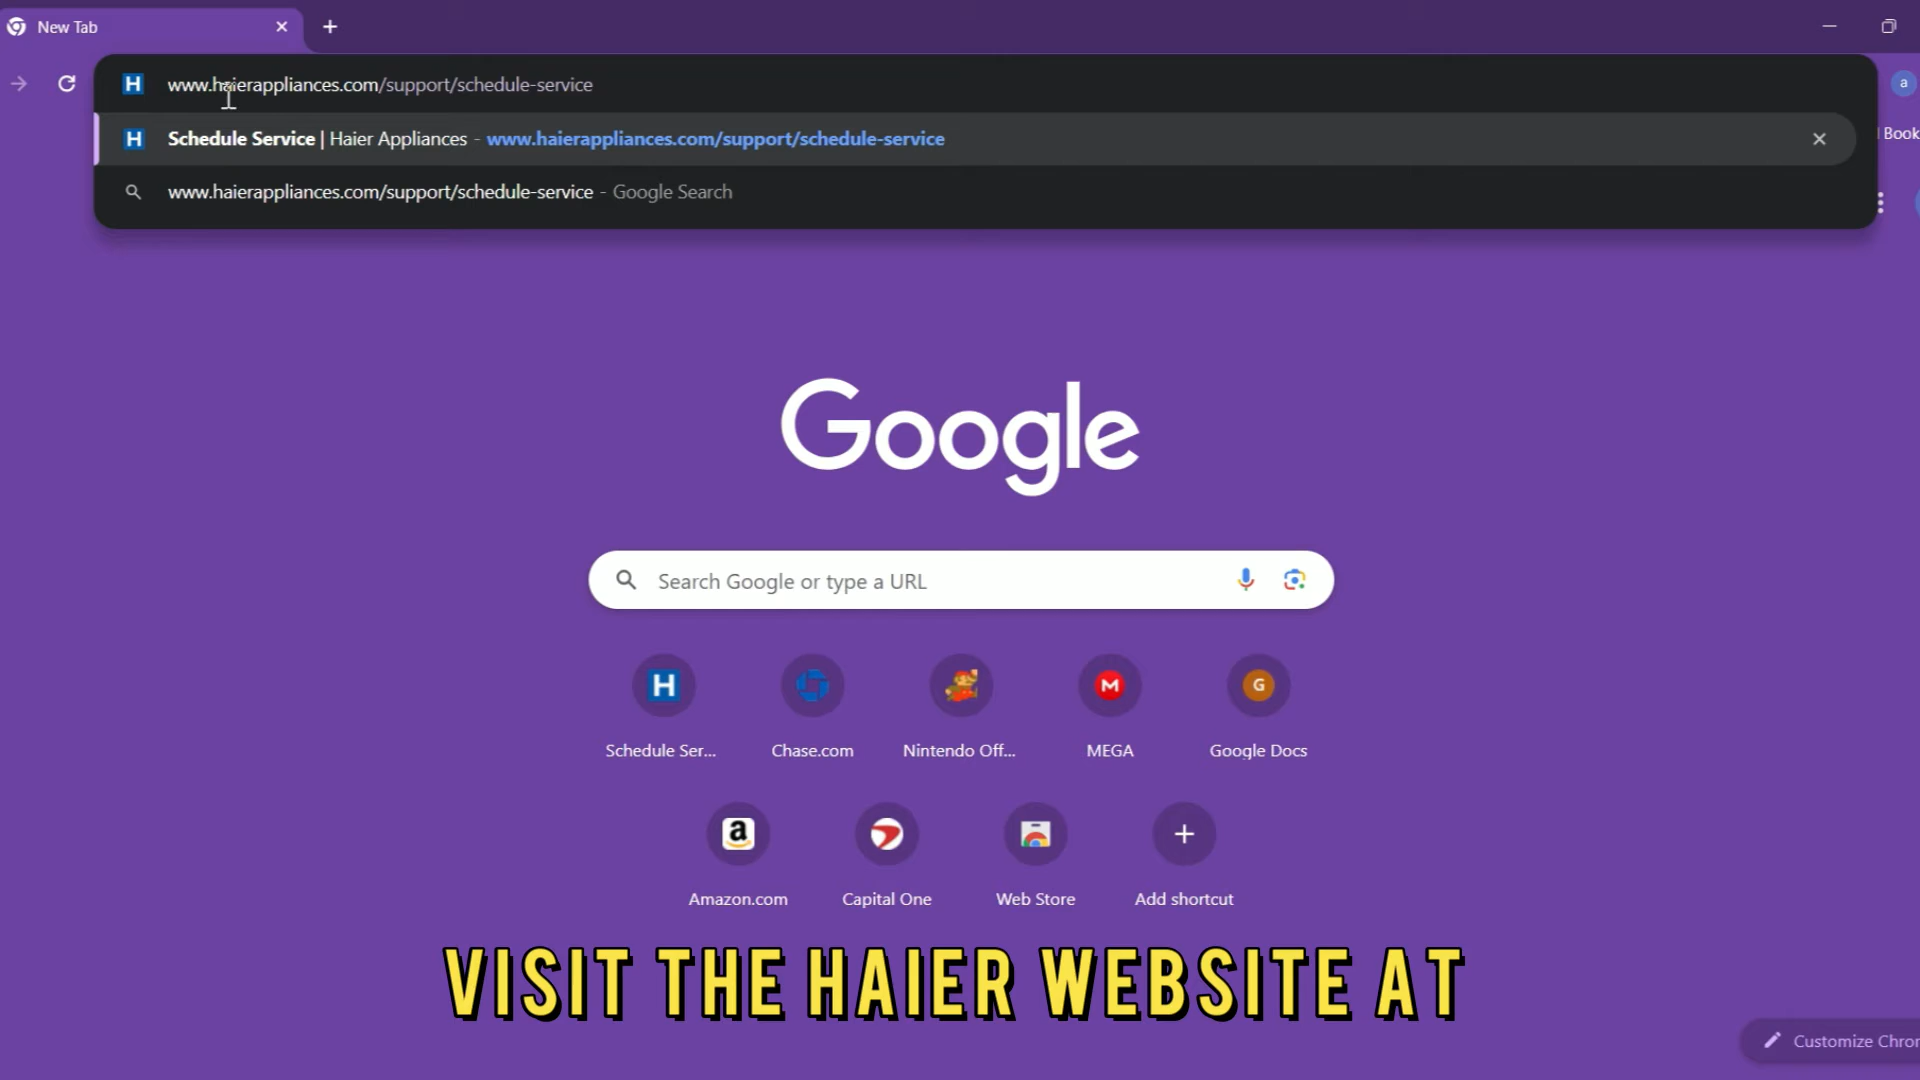 New Tab
www.haierappliances.com/support/schedule-service
a
H Schedule Service | Haier Appliances - www.haierappliances.com/support/schedule-service
Book
www.haierappliances.com/support/schedule-service - Google Search
Google
Search Google or type a URL
H
M
G
Schedule Ser...
Chase.com
Nintendo Off...
MEGA
Google Docs
a
Amazon.com
Capital One
Web Store
Add shortcut
VISIT THE HAIER WEBSITE AT
Customize Chror